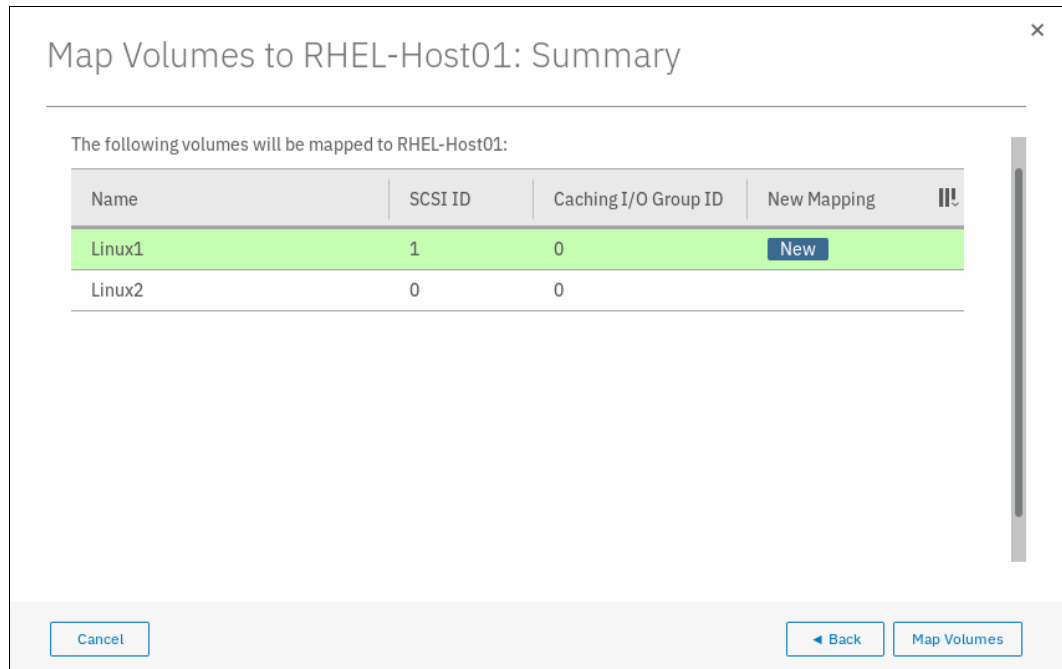 Map Volumes to RHEL-Host01: Summary
The following volumes will be mapped to RHEL-Host01:
Name SCSI ID Caching I/O Group ID New Mapping
Linux1 1 0 New
Linux2 0 0
Cancel ◄ Back Map Volumes